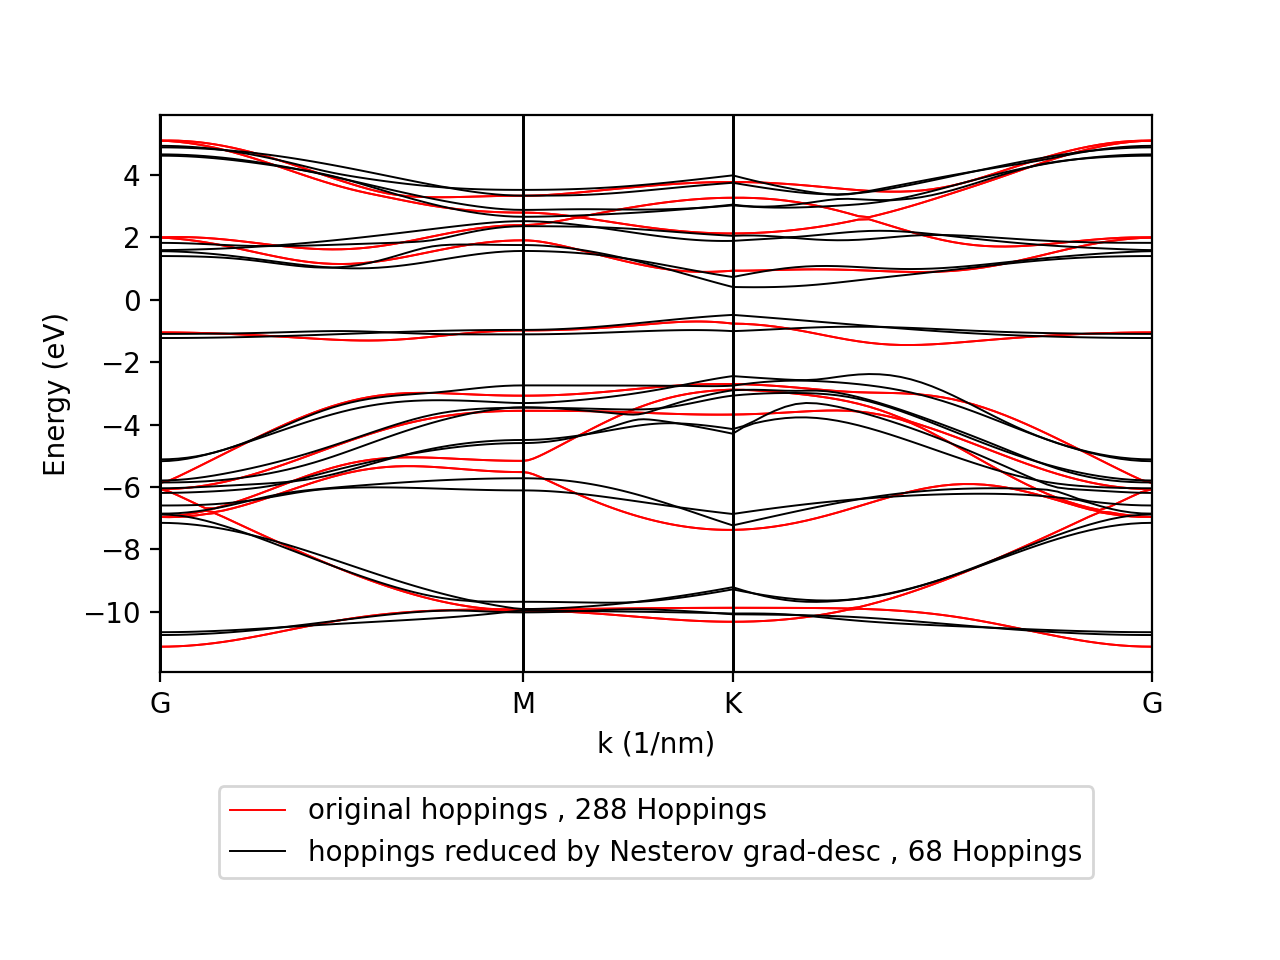 4
2
0
−2
−4
−6
−8
−10
Energy (eV)
G M K G
k (1/nm)
original hoppings , 288 Hoppings
hoppings reduced by Nesterov grad-desc , 68 Hoppings